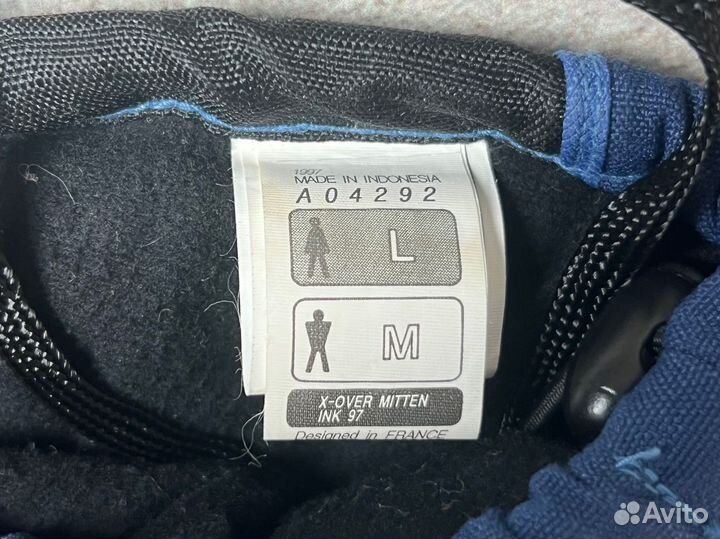 1997
MADE IN INDONESIA
A04292
L
M
X-OVER MITTEN
INK 97
Designed in FRANCE
Avito